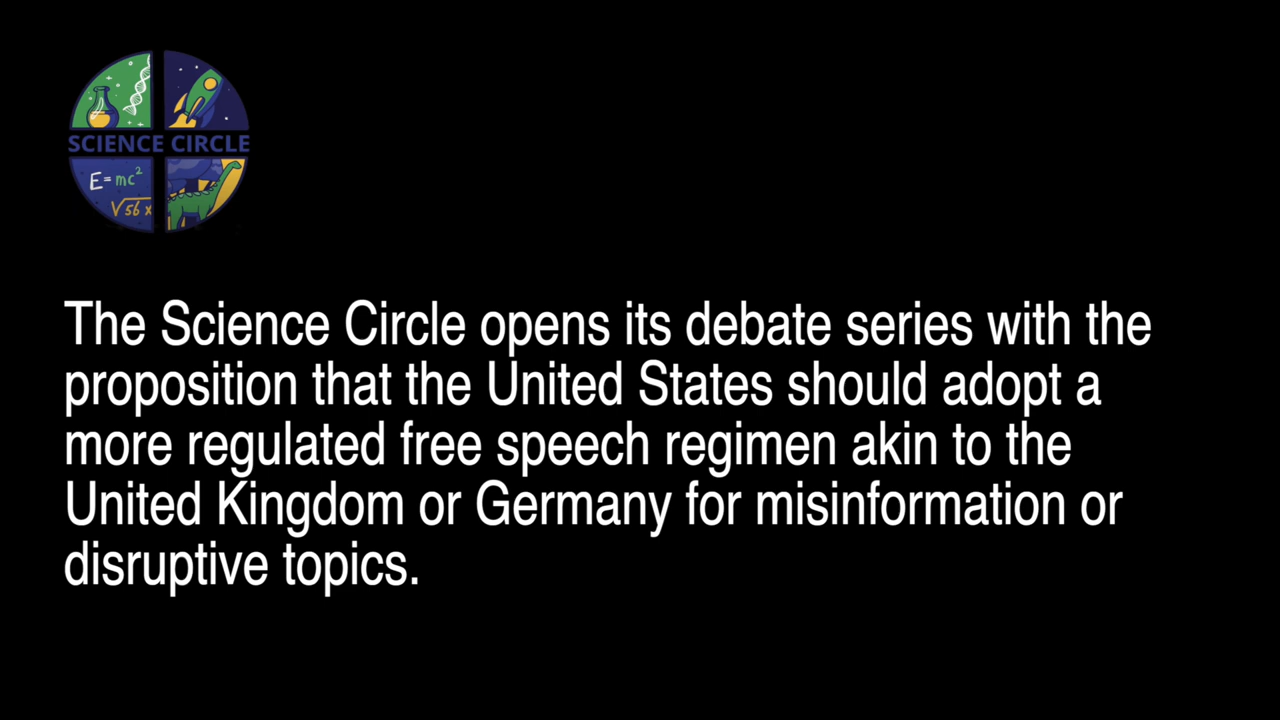 SCIENCE CIRCLE
E=mc²
√56 x
The Science Circle opens its debate series with the
proposition that the United States should adopt a
more regulated free speech regimen akin to the
United Kingdom or Germany for misinformation or
disruptive topics.